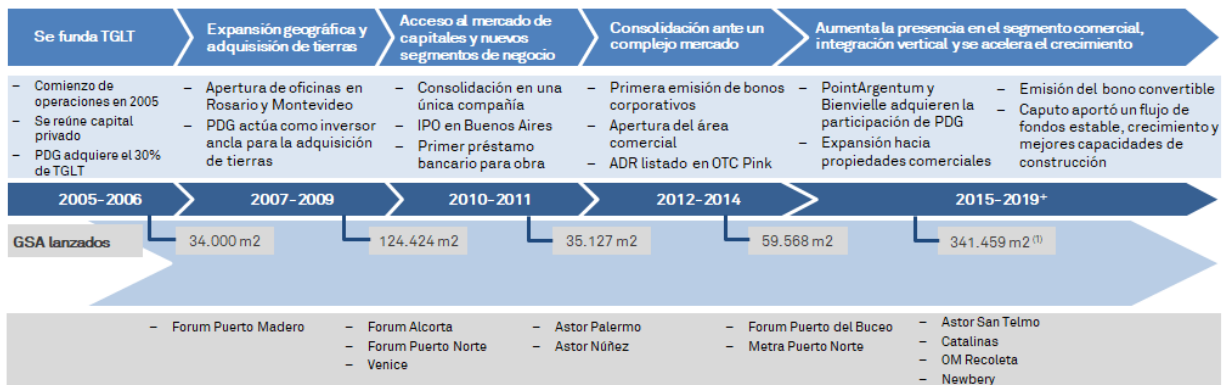 Se funda TGLT
Expansión geográfica y
adquisisión de tierras
Acceso al mercado de
capitales y nuevos
segmentos de negocio
Consolidación ante un
complejo mercado
Aumenta la presencia en el segmento comercial,
integración vertical y se acelera el crecimiento
– Comienzo de
operaciones en 2005
– Se reúne capital
privado
– PDG adquiere el 30%
de TGLT
– Apertura de oficinas en
Rosario y Montevideo
– PDG actúa como inversor
ancla para la adquisición
de tierras
– Consolidación en una
única compañía
– IPO en Buenos Aires
– Primer préstamo
bancario para obra
– Primera emisión de bonos
corporativos
– Apertura del área
comercial
– ADR listado en OTC Pink
– PointArgentum y
Bienvielle adquieren la
participación de PDG
– Expansión hacia
propiedades comerciales
– Emisión del bono convertible
– Caputo aportó un flujo de
fondos estable, crecimiento y
mejores capacidades de
construcción
2005-2006
2007-2009
2010-2011
2012-2014
2015-2019+
GSA lanzados
34.000 m2
124.424 m2
35.127 m2
59.568 m2
341.459 m2 (1)
– Forum Puerto Madero
– Forum Alcorta
– Forum Puerto Norte
– Venice
– Astor Palermo
– Astor Núñez
– Forum Puerto del Buceo
– Metra Puerto Norte
– Astor San Telmo
– Catalinas
– OM Recoleta
– Newbery